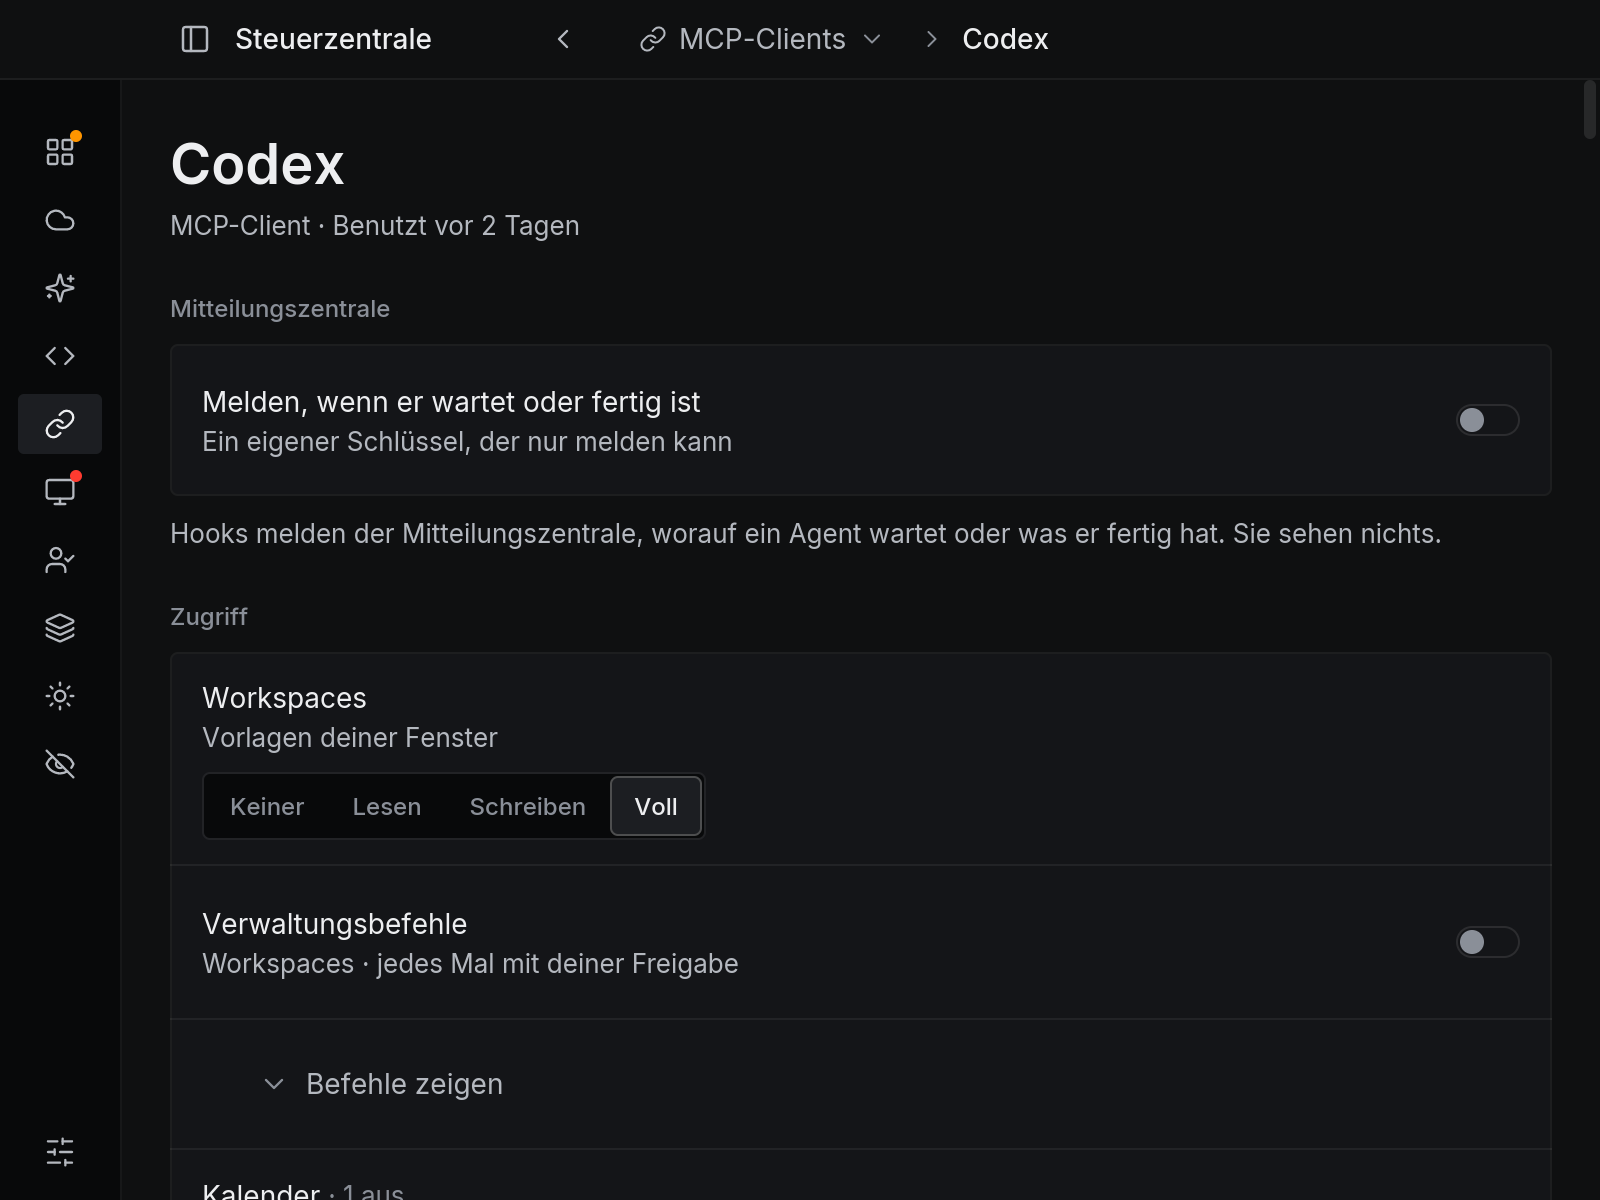 Steuerzentrale
MCP-Clients
Codex
Codex
MCP-Client · Benutzt vor 2 Tagen
Mitteilungszentrale
Melden, wenn er wartet oder fertig ist
Ein eigener Schlüssel, der nur melden kann
Hooks melden der Mitteilungszentrale, worauf ein Agent wartet oder was er fertig hat. Sie sehen nichts.
Zugriff
Workspaces
Vorlagen deiner Fenster
Keiner Lesen Schreiben Voll
Verwaltungsbefehle
Workspaces · jedes Mal mit deiner Freigabe
Befehle zeigen
Kalender · 1 aus